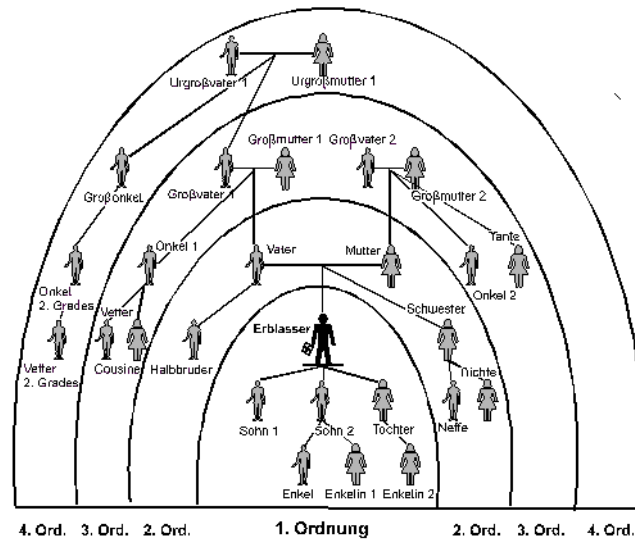 Urgroßvater 1
Urgroßmutter 1
Großmutter 1
Großvater 2
Großonkel
Großvater 1
Großmutter 2
Onkel 1
Vater
Mutter
Tante
Onkel
2. Grades
Vetter
Onkel 2
Schwester
Erblasser
Vetter
2. Grades
Cousine
Halbbruder
Nichte
Sohn 1
Sohn 2
Tochter
Neffe
Enkel
Enkelin 1
Enkelin 2
4. Ord. 3. Ord. 2. Ord. 1. Ordnung 2. Ord. 3. Ord. 4. Ord.